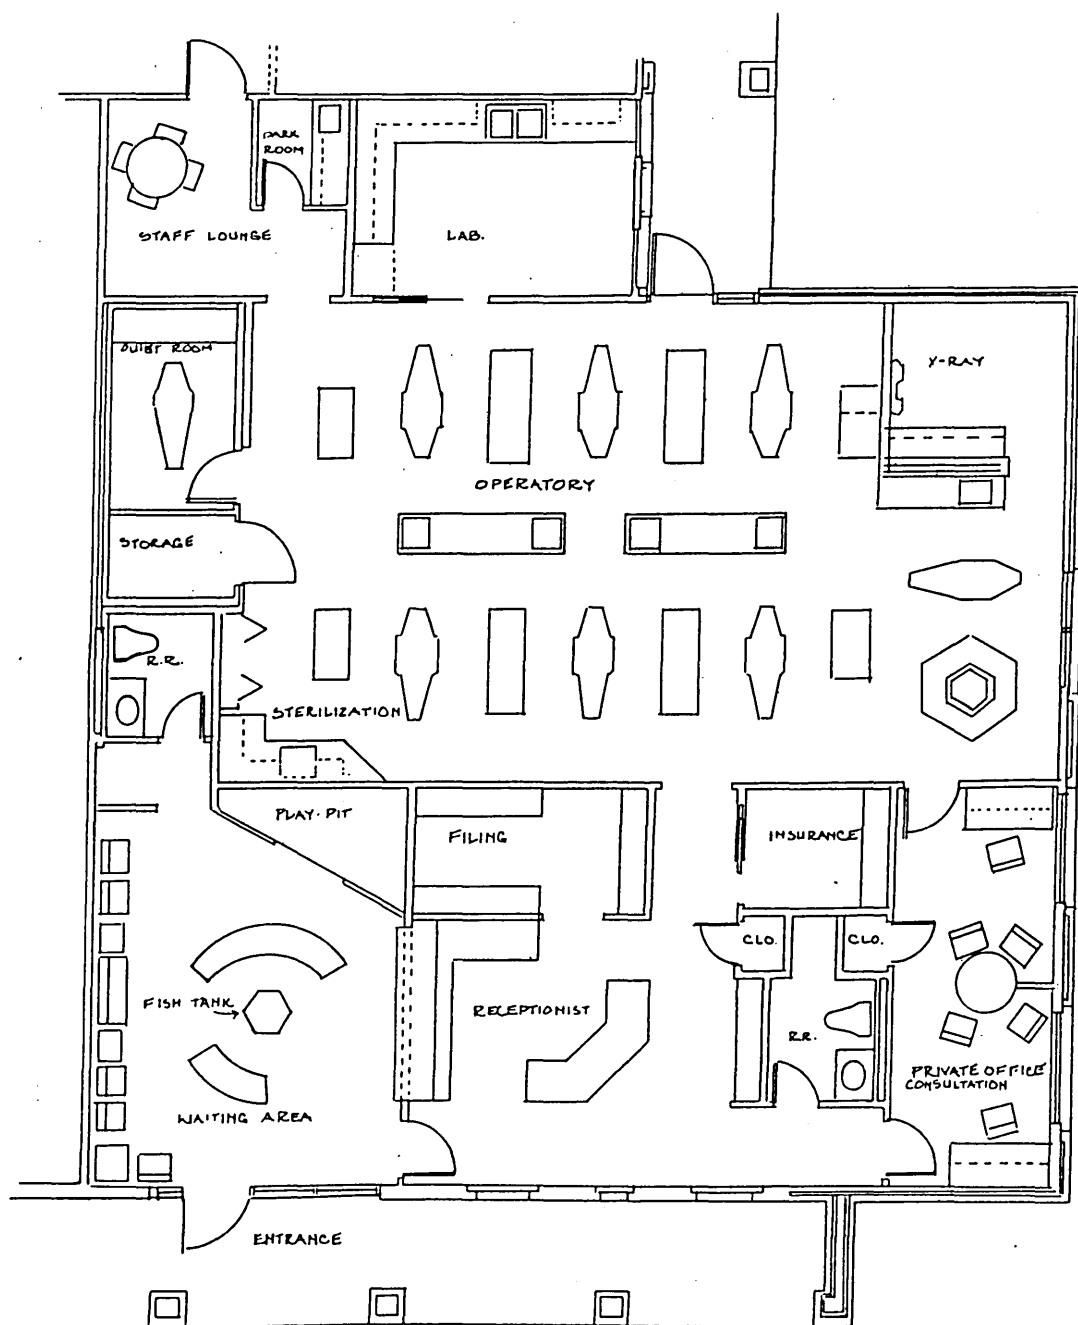 DARK
ROOM
STAFF LOUNGE
LAB.
QUIET ROOM
X-RAY
OPERATORY
STORAGE
R.R.
STERILIZATION
PLAY-PIT
FILING
INSURANCE
CLO.
CLO.
FISH TANK
RECEPTIONIST
RR.
PRIVATE OFFICE
CONSULTATION
WAITING AREA
ENTRANCE